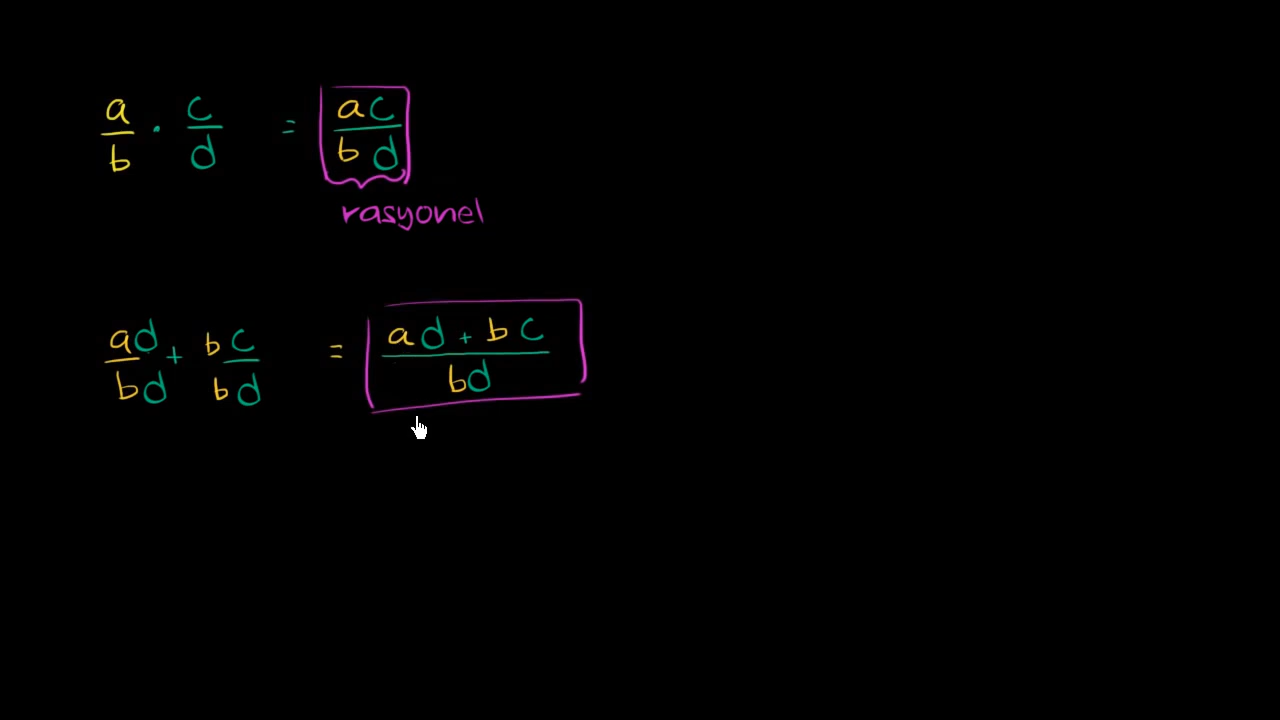 a/b · c/d = ac/bd
rasyonel
ad/bd + bc/bd = ad + bc/bd